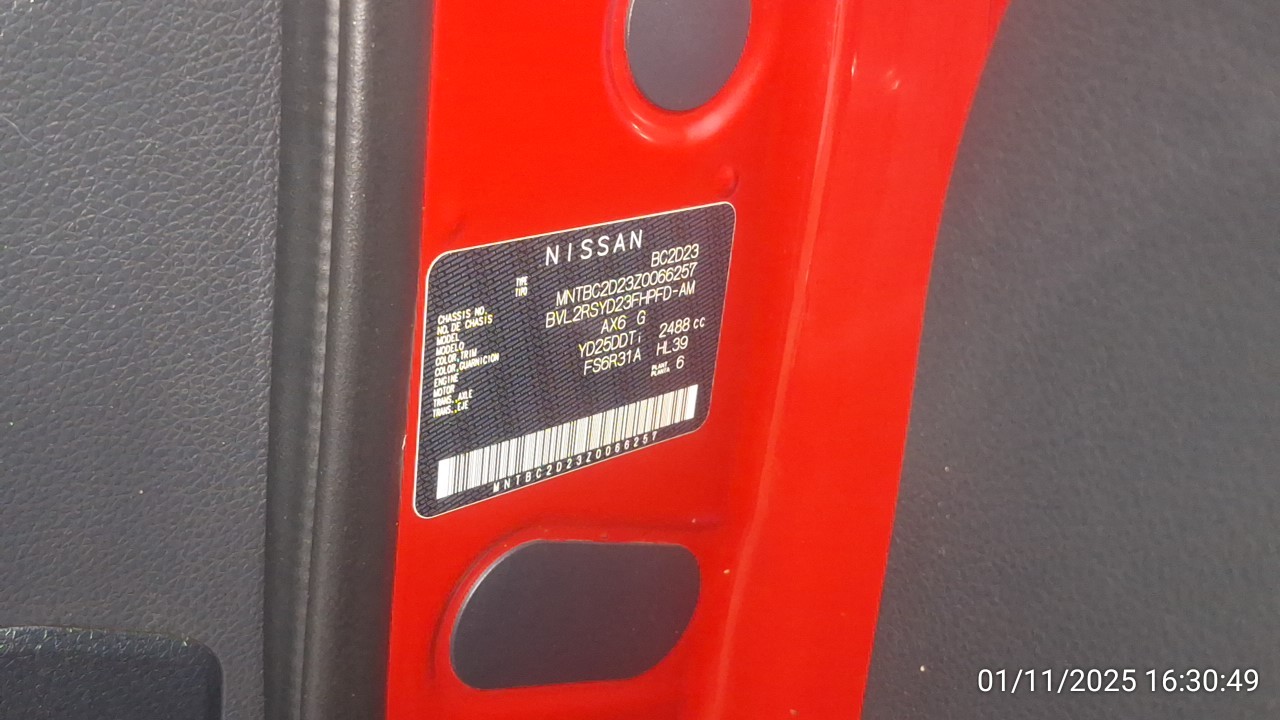 NISSAN
TYPE BC2D23
TIPO
CHASSIS NO. MNTBC2D23Z0066257
NO. DE CHASIS
MODEL BVL2RSYD23FHPFD-AM
MODELO
COLOR,TRIM AX6 G
COLOR,GUARNICION
ENGINE YD25DDTi 2488 cc
MOTOR
TRANS.,AXLE FS6R31A HL39
TRANS.,EJE
PLANT 6
PLANTA
MNTBC2D23Z0066257
01/11/2025 16:30:49